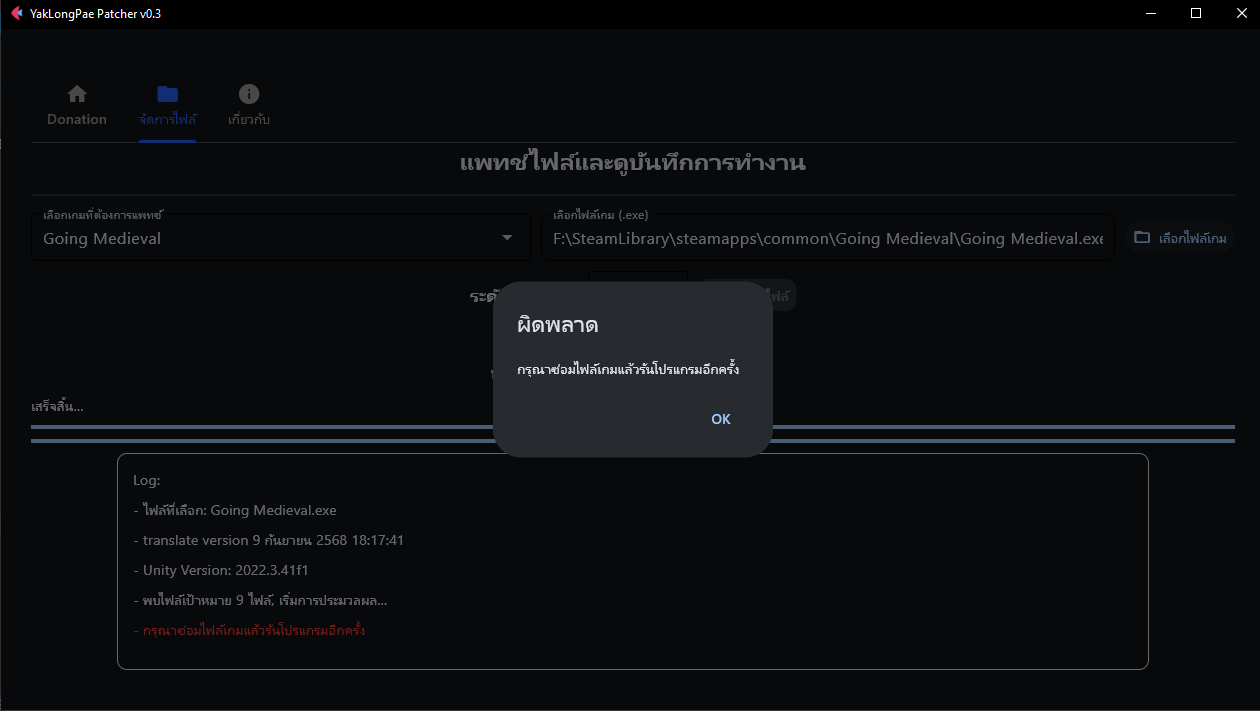 YakLongPae Patcher v0.3
Donation
จัดการไฟล์
เกี่ยวกับ
แพทช์ไฟล์และดูบันทึกการทำงาน
เลือกเกมที่ต้องการแพทช์
เลือกไฟล์เกม (.exe)
Going Medieval
F:\SteamLibrary\steamapps\common\Going Medieval\Going Medieval.exe
เลือกไฟล์เกม
ไฟล์
ผิดพลาด
กรุณาซ่อมไฟล์เกมแล้วรันโปรแกรมอีกครั้ง
OK
เสร็จสิ้น...
Log:
- ไฟล์ที่เลือก: Going Medieval.exe
- translate version 9 กันยายน 2568 18:17:41
- Unity Version: 2022.3.41f1
- พบไฟล์เป้าหมาย 9 ไฟล์, เริ่มการประมวลผล...
- กรุณาซ่อมไฟล์เกมแล้วรันโปรแกรมอีกครั้ง